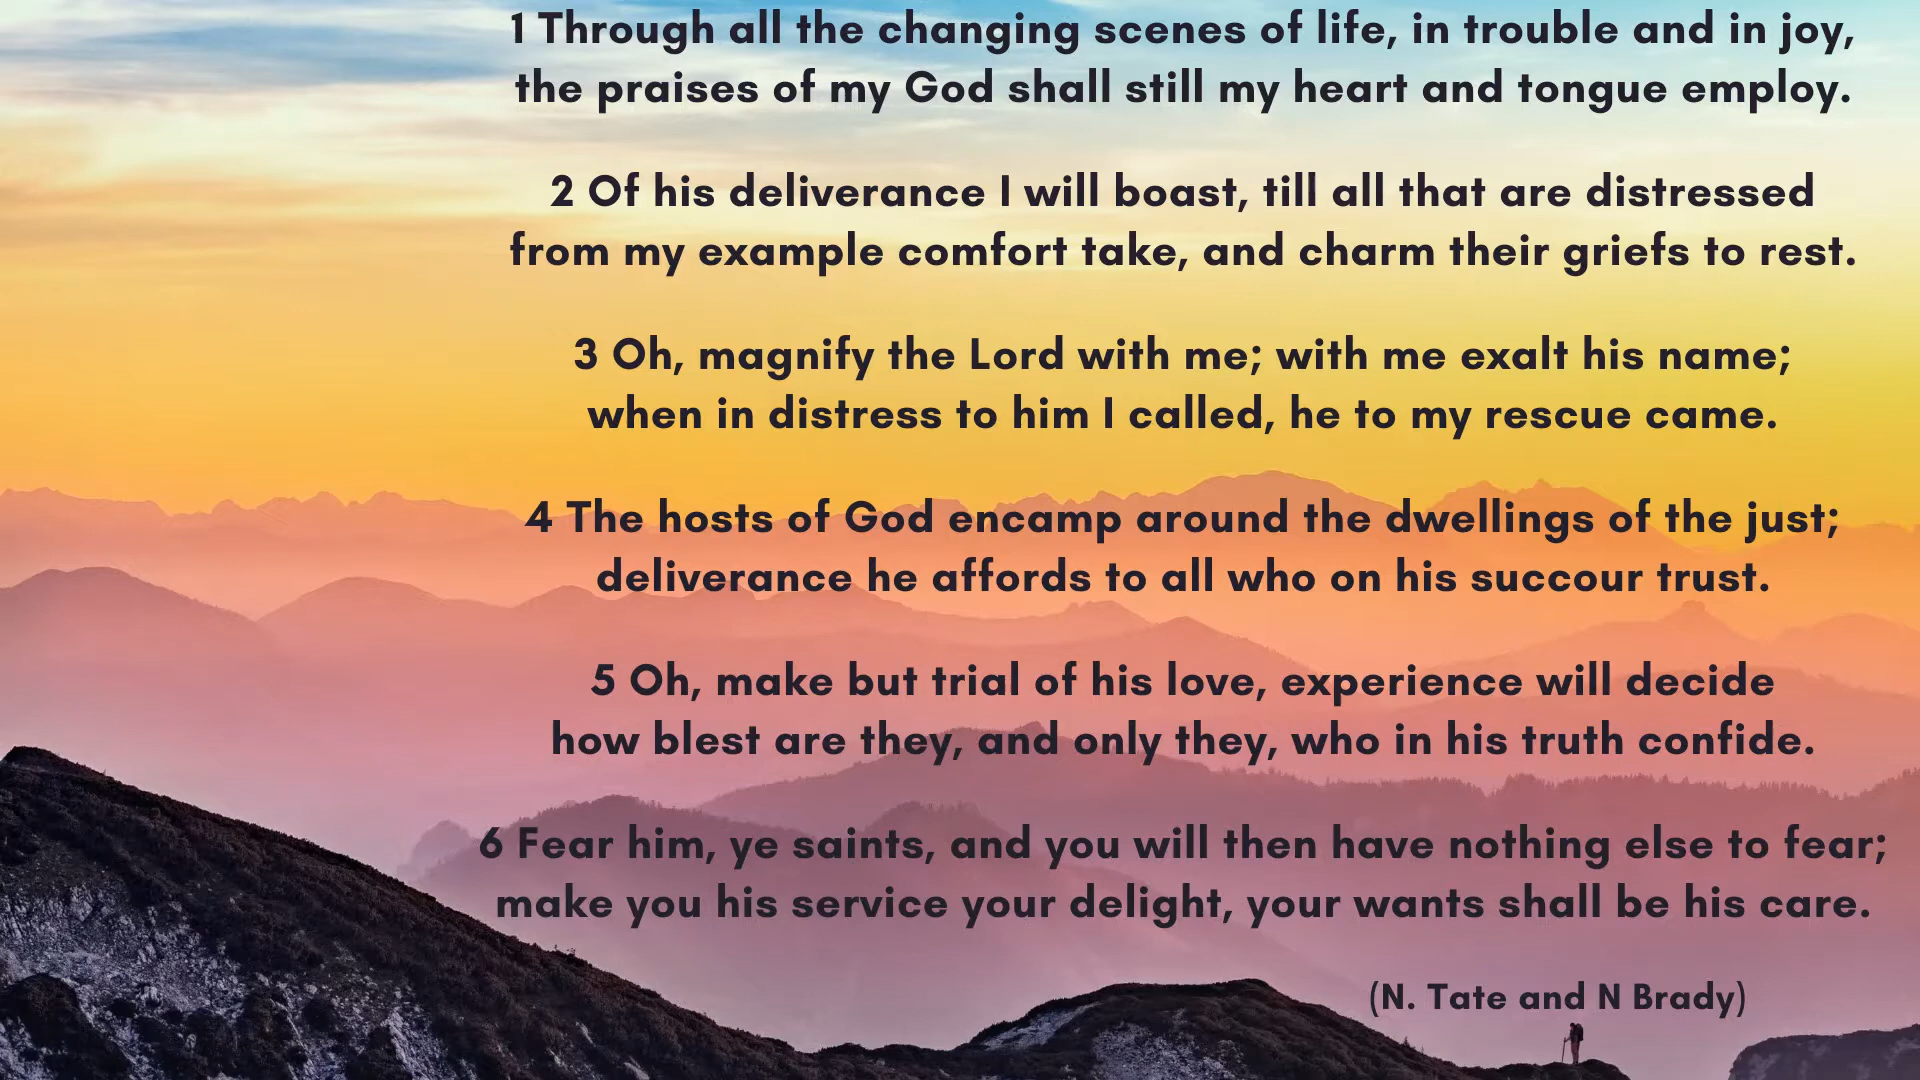 1 Through all the changing scenes of life, in trouble and in joy,
the praises of my God shall still my heart and tongue employ.
2 Of his deliverance I will boast, till all that are distressed
from my example comfort take, and charm their griefs to rest.
3 Oh, magnify the Lord with me; with me exalt his name;
when in distress to him I called, he to my rescue came.
4 The hosts of God encamp around the dwellings of the just;
deliverance he affords to all who on his succour trust.
5 Oh, make but trial of his love, experience will decide
how blest are they, and only they, who in his truth confide.
6 Fear him, ye saints, and you will then have nothing else to fear;
make you his service your delight, your wants shall be his care.
(N. Tate and N Brady)